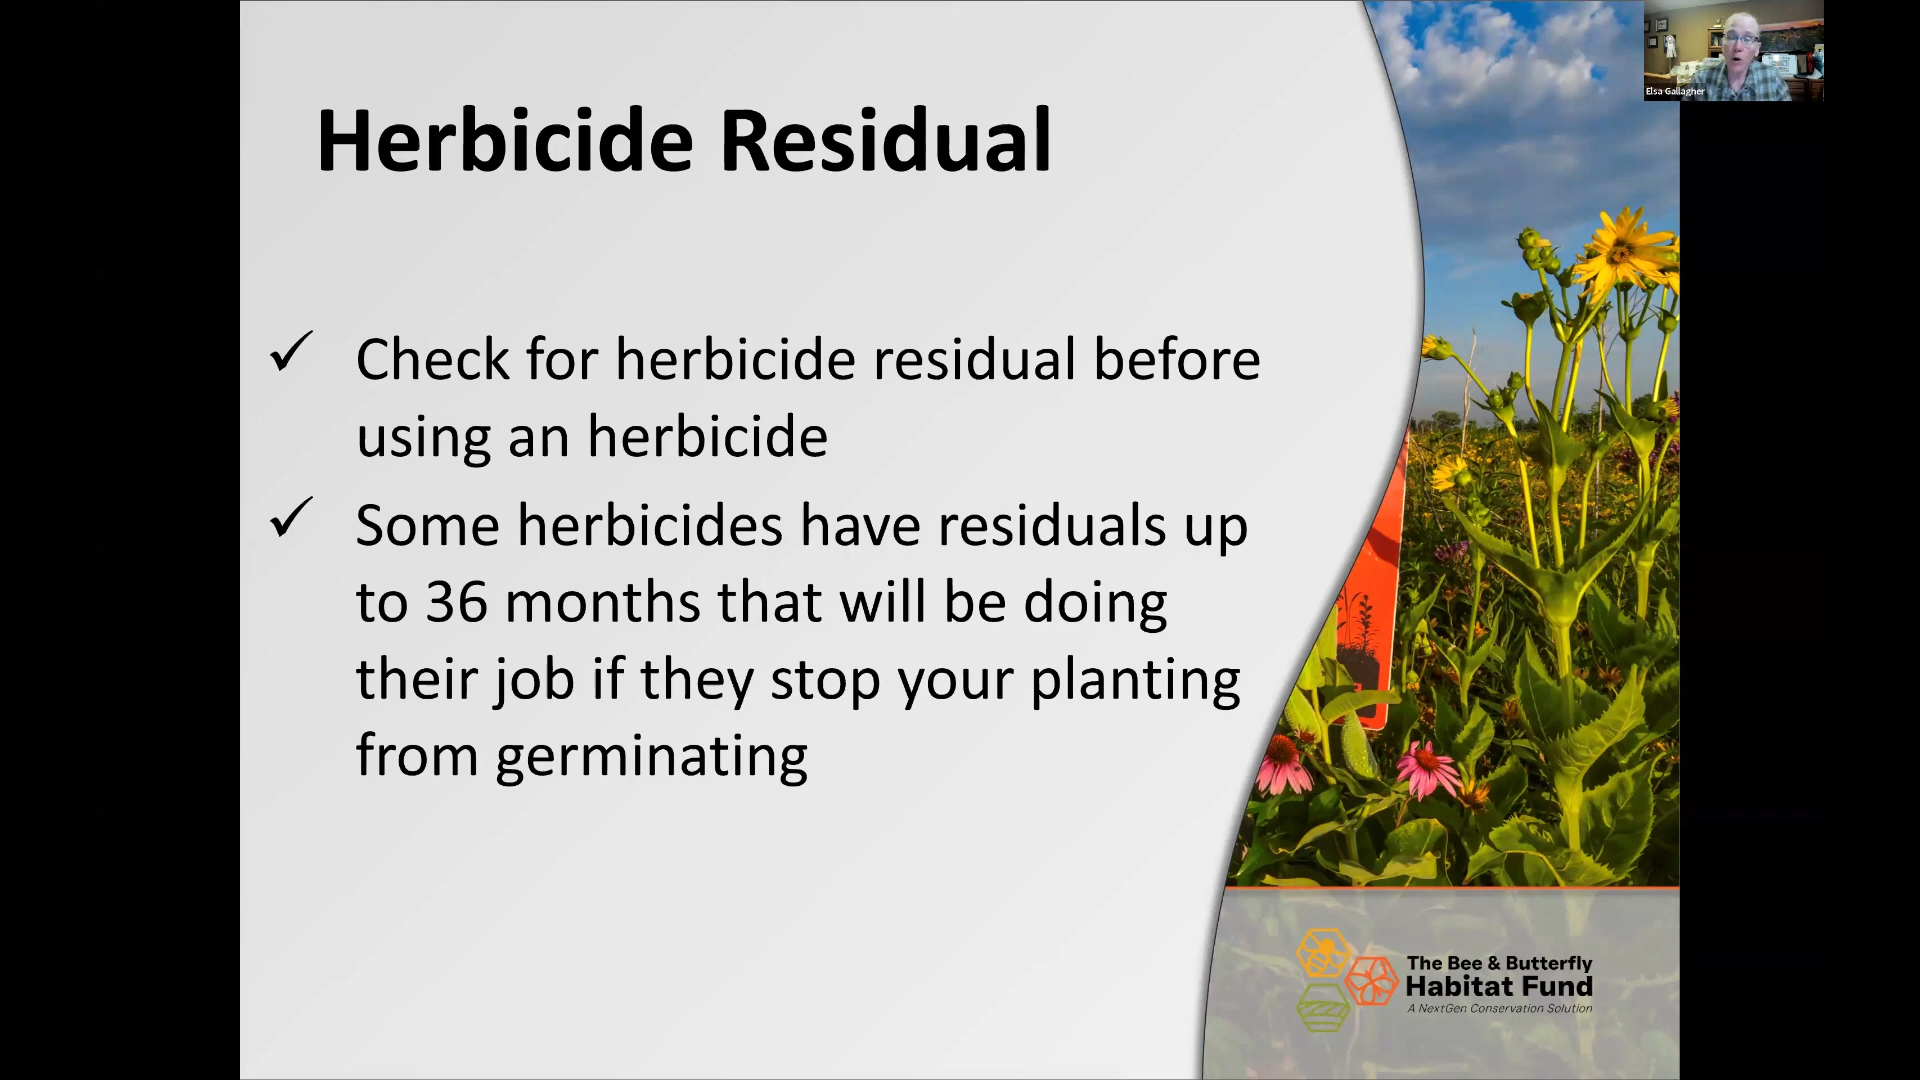 Herbicide Residual
Elsa Gallagher
✓ Check for herbicide residual before
using an herbicide
✓ Some herbicides have residuals up
to 36 months that will be doing
their job if they stop your planting
from germinating
The Bee & Butterfly
Habitat Fund
A NextGen Conservation Solution